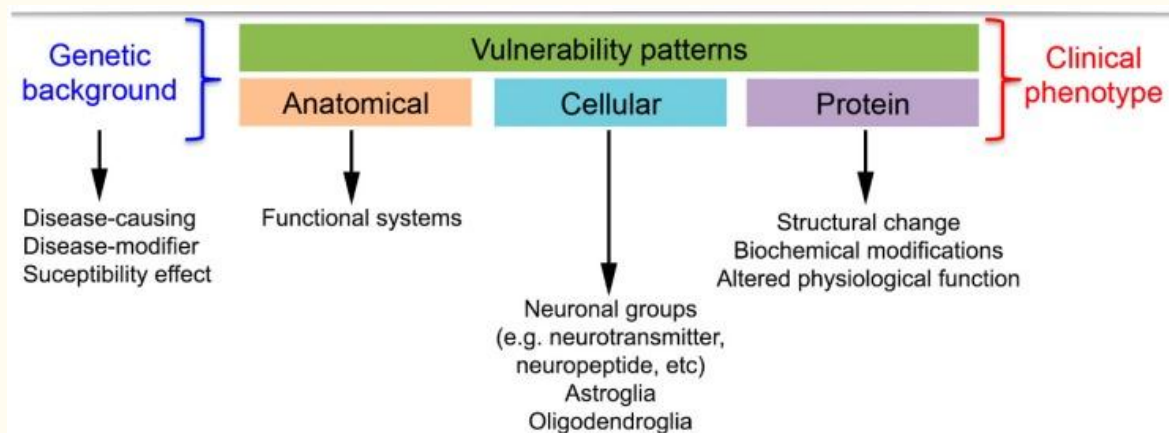 Genetic
background
Vulnerability patterns
Anatomical
Cellular
Protein
Clinical
phenotype
Disease-causing
Disease-modifier
Suceptibility effect
Functional systems
Neuronal groups
(e.g. neurotransmitter,
neuropeptide, etc)
Astroglia
Oligodendroglia
Structural change
Biochemical modifications
Altered physiological function